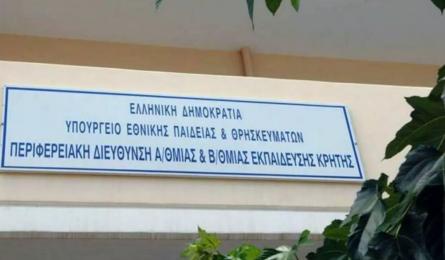 ΕΛΛΗΝΙΚΗ ΔΗΜΟΚΡΑΤΙΑ
ΥΠΟΥΡΓΕΙΟ ΕΘΝΙΚΗΣ ΠΑΙΔΕΙΑΣ & ΘΡΗΣΚΕΥΜΑΤΩΝ
ΠΕΡΙΦΕΡΕΙΑΚΗ ΔΙΕΥΘΥΝΣΗ Α/ΘΜΙΑΣ & Β/ΘΜΙΑΣ ΕΚΠΑΙΔΕΥΣΗΣ ΚΡΗΤΗΣ